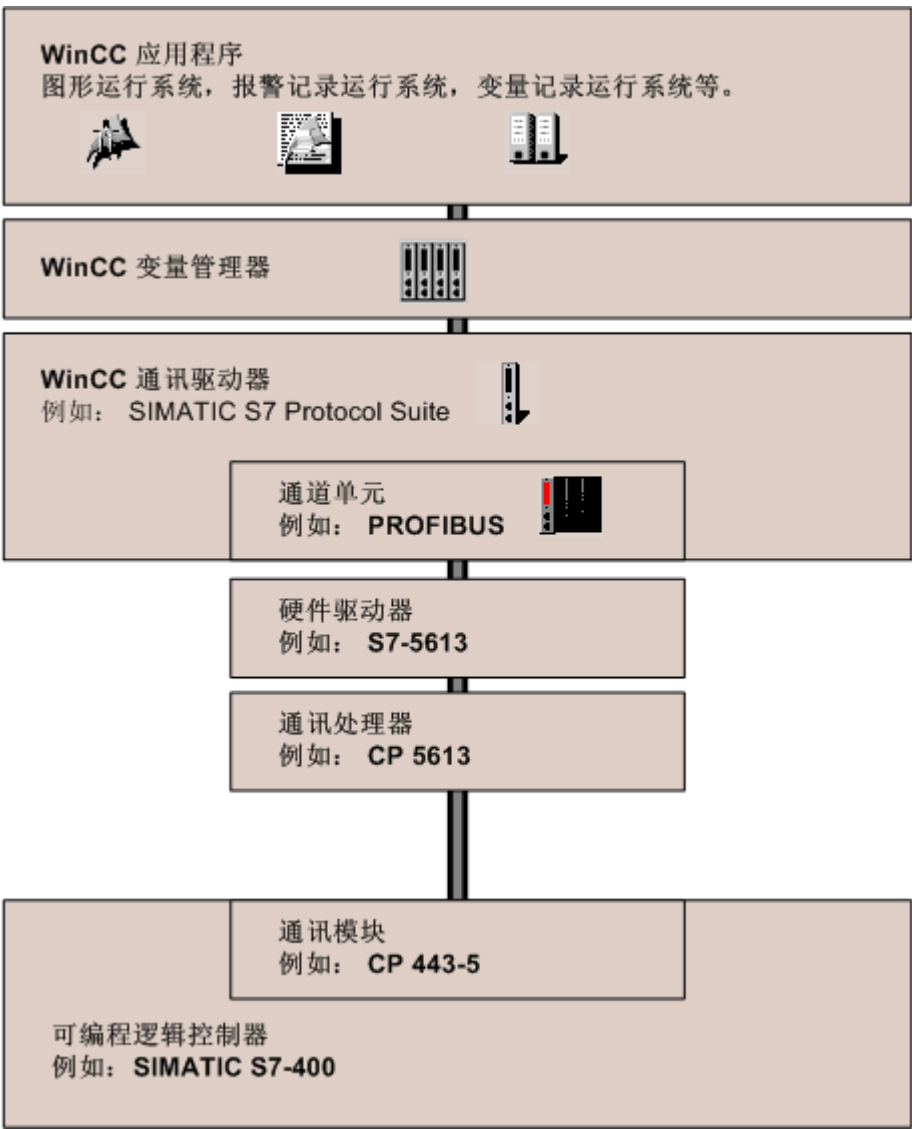 WinCC 应用程序
图形运行系统，报警记录运行系统，变量记录运行系统等。
WinCC 变量管理器
WinCC 通讯驱动器
例如： SIMATIC S7 Protocol Suite
通道单元
例如： PROFIBUS
硬件驱动器
例如： S7-5613
通讯处理器
例如： CP 5613
通讯模块
例如： CP 443-5
可编程逻辑控制器
例如：SIMATIC S7-400